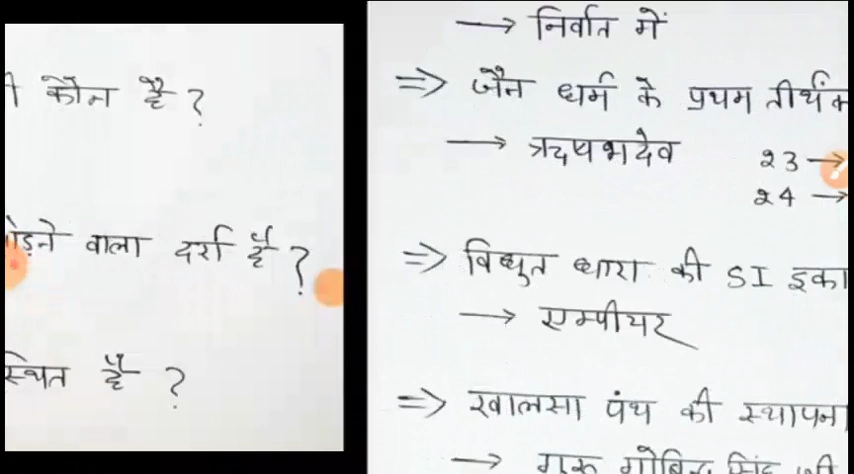 कौन है ?
वाला दर्रा है ?
स्थित है ?
→ निर्वात में
⇒ जैन धर्म के प्रथम तीर्थंक
→ ऋषभदेव
23 →
24 →
⇒ विधुत धारा की SI इका
→ एम्पीयर
⇒ खालसा पंथ की स्थापना
→ गुरू गोबिन्द सिंह जी